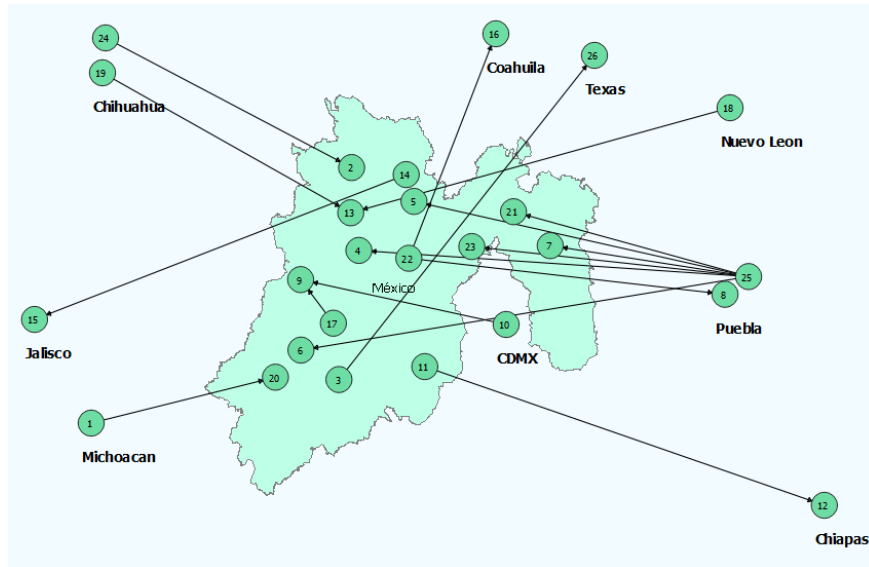 24
16
26
Coahuila
19
Texas
Chihuahua
18
Nuevo Leon
2
14
5
13
21
4
22
23
7
25
9
México
8
15
17
10
Puebla
Jalisco
6
CDMX
20
3
11
1
Michoacan
12
Chiapas